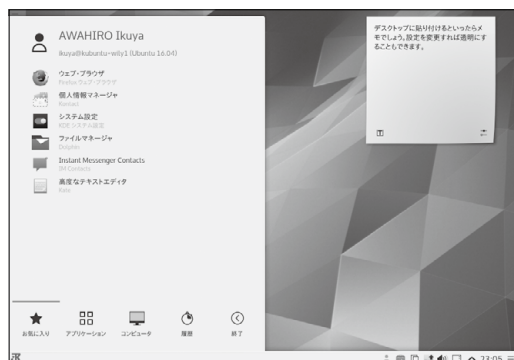 AWAHIRO Ikuya
ikuya@kubuntu-wily1 (Ubuntu 16.04)
ウェブ・ブラウザ
Firefox ウェブ・ブラウザ
個人情報マネージャ
Kontact
システム設定
KDE システム設定
ファイルマネージャ
Dolphin
Instant Messenger Contacts
IM Contacts
高度なテキストエディタ
Kate
お気に入り
アプリケーション
コンピュータ
履歴
終了
デスクトップに貼り付けるといったらメ
モでしょう。設定を変更すれば透明にす
ることもできます。
23:05